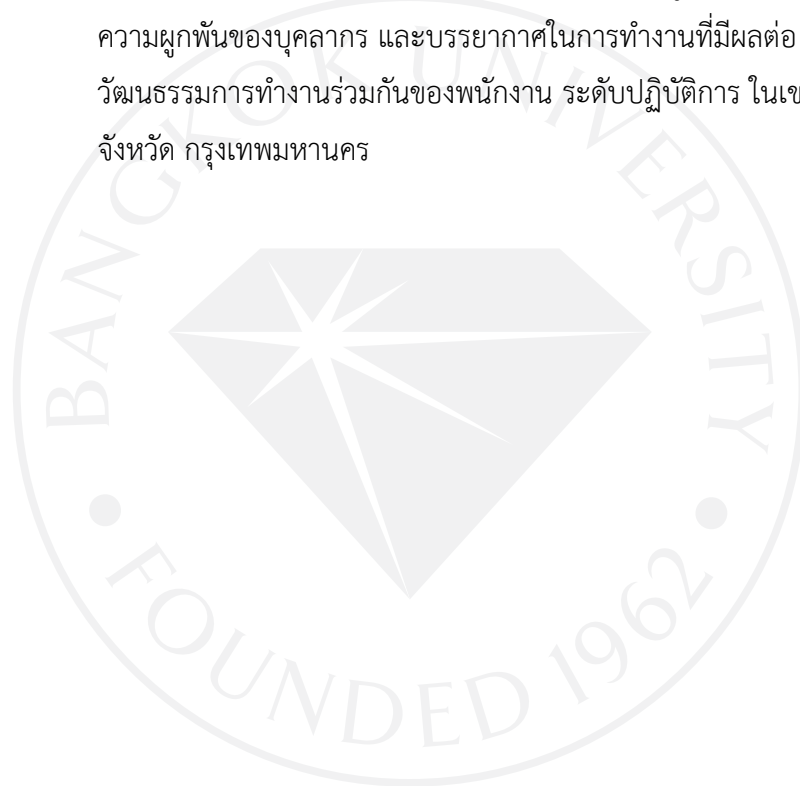 ความผูกพันของบุคลากร และบรรยากาศในการทำงานที่มีผลต่อ
วัฒนธรรมการทำงานร่วมกันของพนักงาน ระดับปฏิบัติการ ในเข
จังหวัด กรุงเทพมหานคร
BANGKOK UNIVERSITY
FOUNDED 1962